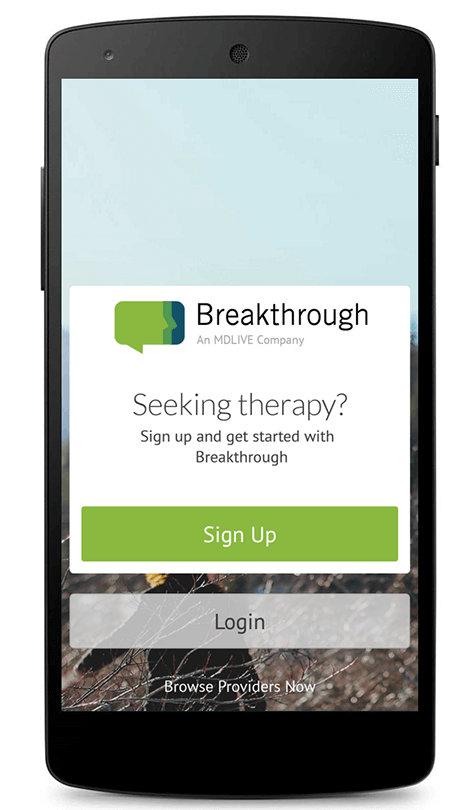 Breakthrough
An MDLIVE Company
Seeking therapy?
Sign up and get started with
Breakthrough
Sign Up
Login
Browse Providers Now